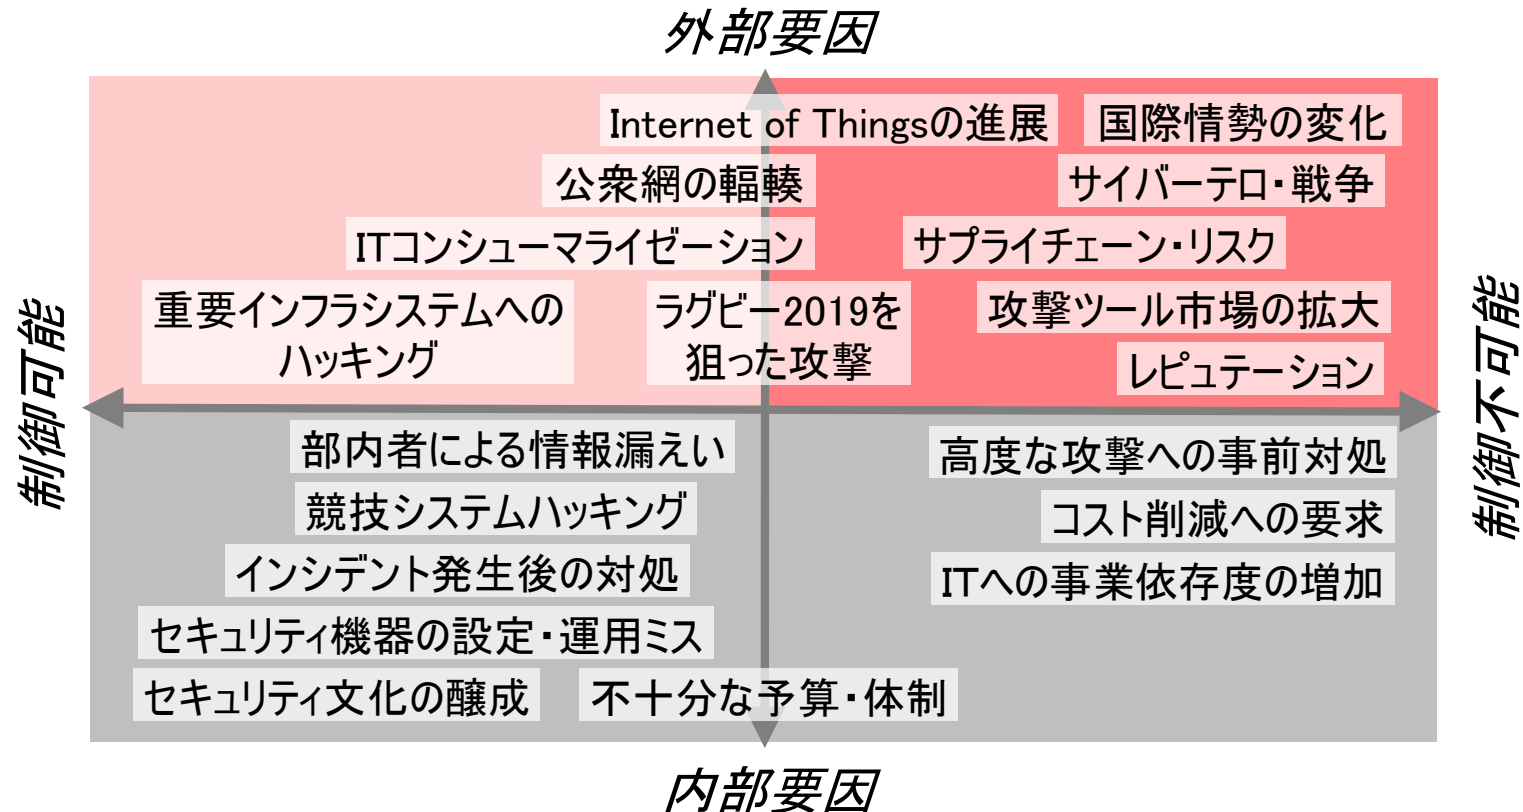 外部要因
Internet of Thingsの進展
国際情勢の変化
公衆網の輻輳
サイバーテロ・戦争
ITコンシューマライゼーション
サプライチェーン・リスク
重要インフラシステムへの
ハッキング
ラグビー2019を
狙った攻撃
攻撃ツール市場の拡大
レピュテーション
制御可能
制御不可能
部内者による情報漏えい
高度な攻撃への事前対処
競技システムハッキング
コスト削減への要求
インシデント発生後の対処
ITへの事業依存度の増加
セキュリティ機器の設定・運用ミス
セキュリティ文化の醸成
不十分な予算・体制
内部要因